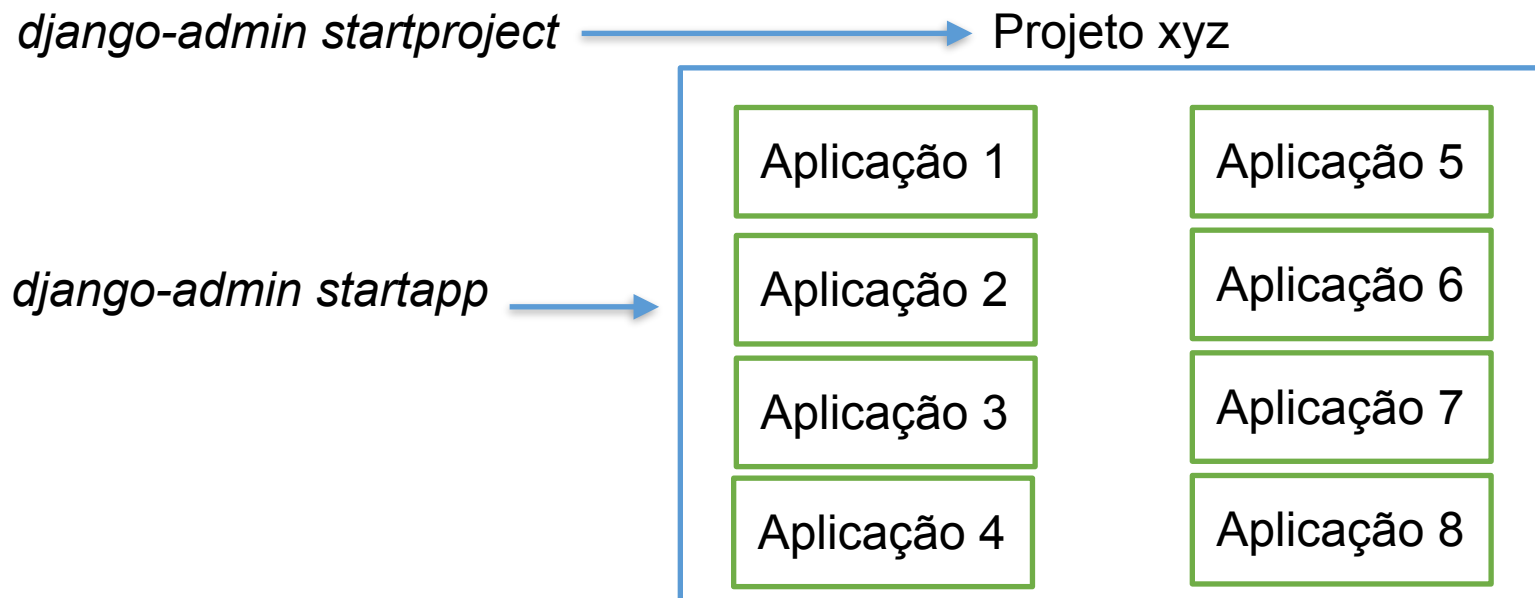 django-admin startproject
Projeto xyz
Aplicação 1
Aplicação 5
Aplicação 2
Aplicação 6
django-admin startapp
Aplicação 3
Aplicação 7
Aplicação 4
Aplicação 8